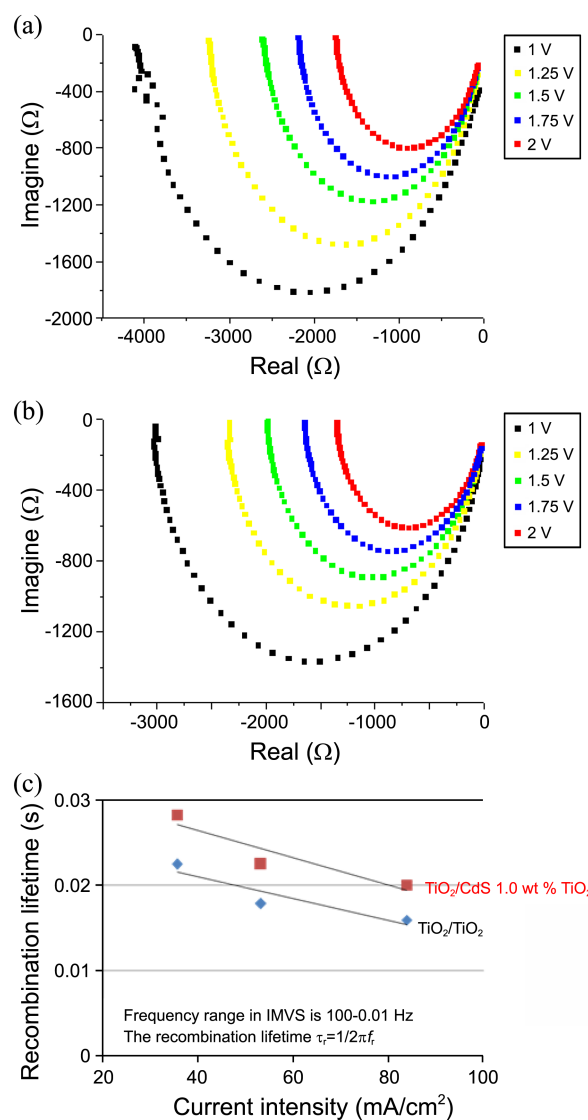 (a)
0
-400
-800
-1200
-1600
-2000
Imagine (Ω)
-4000 -3000 -2000 -1000 0
Real (Ω)
1 V
1.25 V
1.5 V
1.75 V
2 V
(b)
0
-400
-800
-1200
-1600
Imagine (Ω)
-3000 -2000 -1000 0
Real (Ω)
1 V
1.25 V
1.5 V
1.75 V
2 V
(c)
0.03
0.02
0.01
0
Recombination lifetime (s)
TiO₂/CdS 1.0 wt % TiO₂
TiO₂/TiO₂
Frequency range in IMVS is 100-0.01 Hz
The recombination lifetime τᵣ=1/2πfᵣ
20 40 60 80 100
Current intensity (mA/cm²)